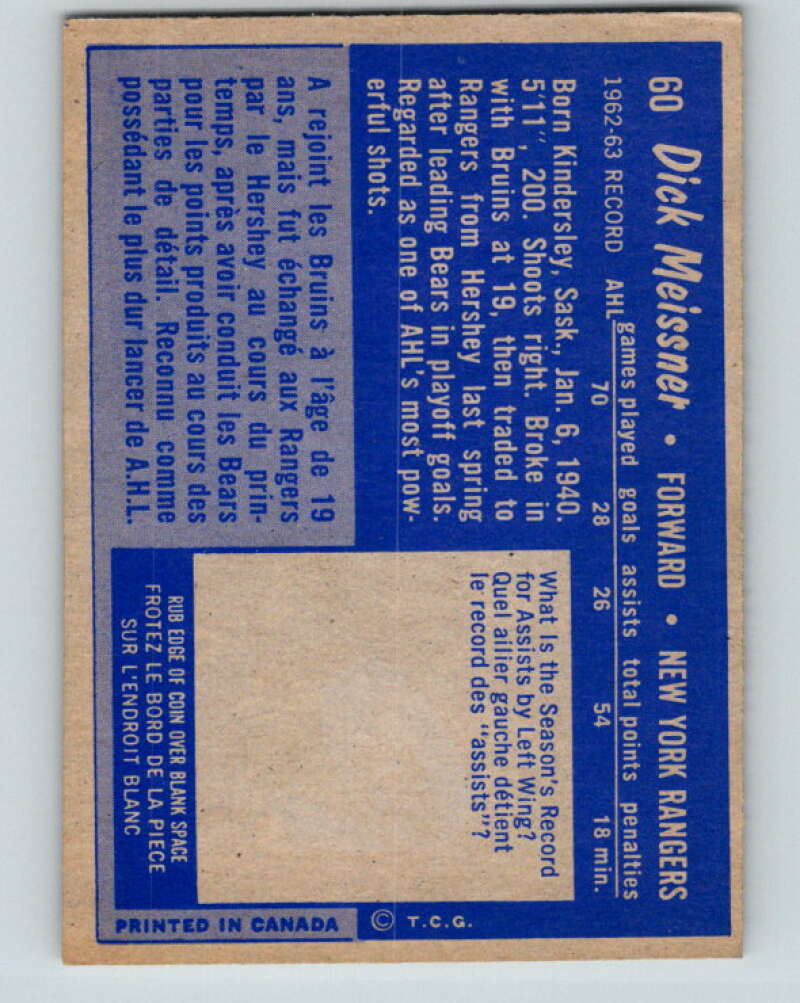 60 Dick Meissner • FORWARD • NEW YORK RANGERS
games played goals assists total points penalties
1962-63 RECORD AHL 70 28 26 54 18 min.
Born Kindersley, Sask., Jan. 6, 1940.
5'11", 200. Shoots right. Broke in
with Bruins at 19, then traded to
Rangers from Hershey last spring
after leading Bears in playoff goals.
Regarded as one of AHL's most pow-
erful shots.
A rejoint les Bruins à l'âge de 19
ans, mais fut échangé aux Rangers
par le Hershey au cours du prin-
temps, après avoir conduit les Bears
pour les points produits au cours des
parties de détail. Reconnu comme
possédant le plus dur lancer de A.H.L.
What Is the Season's Record
for Assists by Left Wing?
Quel ailier gauche détient
le record des "assists"?
RUB EDGE OF COIN OVER BLANK SPACE
FROTEZ LE BORD DE LA PIECE
SUR L'ENDROIT BLANC
© T.C.G.
PRINTED IN CANADA